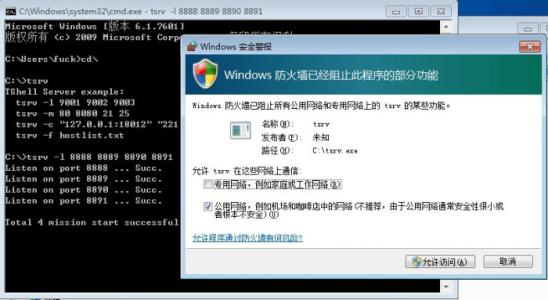 C:\Windows\system32\cmd.exe - tsrv -l 8888 8889 8890 8891
Microsoft Windows [版本 6.1.7601]
版权所有 (c) 2009 Microsoft Corp
C:\Users\fuck>cd\
C:\>tsrv
TShell Server example:
tsrv -l 9001 9002 9003
tsrv -m 80 8080 21 25
tsrv -c "127.0.0.1:18012" "221
tsrv -f hostlist.txt
C:\>tsrv -l 8888 8889 8890 8891
Listen on port 8888 ... Succ.
Listen on port 8889 ... Succ.
Listen on port 8890 ... Succ.
Listen on port 8891 ... Succ.
Total 4 mission start successful
Windows 安全警报
Windows 防火墙已经阻止此程序的部分功能
Windows 防火墙已阻止所有公用网络和专用网络上的 tsrv 的某些功能。
名称(N): tsrv
发布者(P): 未知
路径(H): C:\tsrv.exe
允许 tsrv 在这些网络上通信:
专用网络，例如家庭或工作网络(R)
公用网络，例如机场和咖啡店中的网络(不推荐，由于公用网络通常安全性很小或者根本不安全)(U)
允许程序通过防火墙有何风险?
允许访问(A)
取消